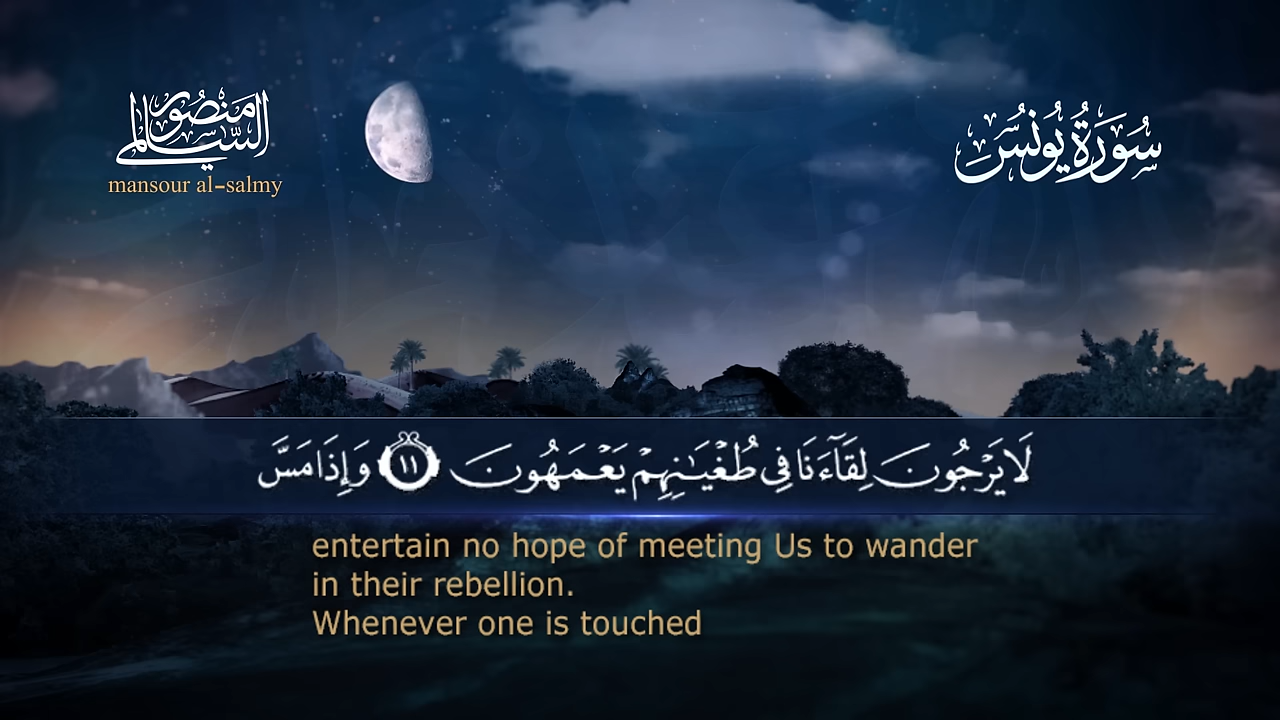 منصور السالمي
mansour al-salmy
سُورَةُ يُونُسَ
لَا يَرْجُونَ لِقَآءَنَا فِى طُغْيَٰنِهِمْ يَعْمَهُونَ ١١ وَإِذَا مَسَّ
entertain no hope of meeting Us to wander
in their rebellion.
Whenever one is touched